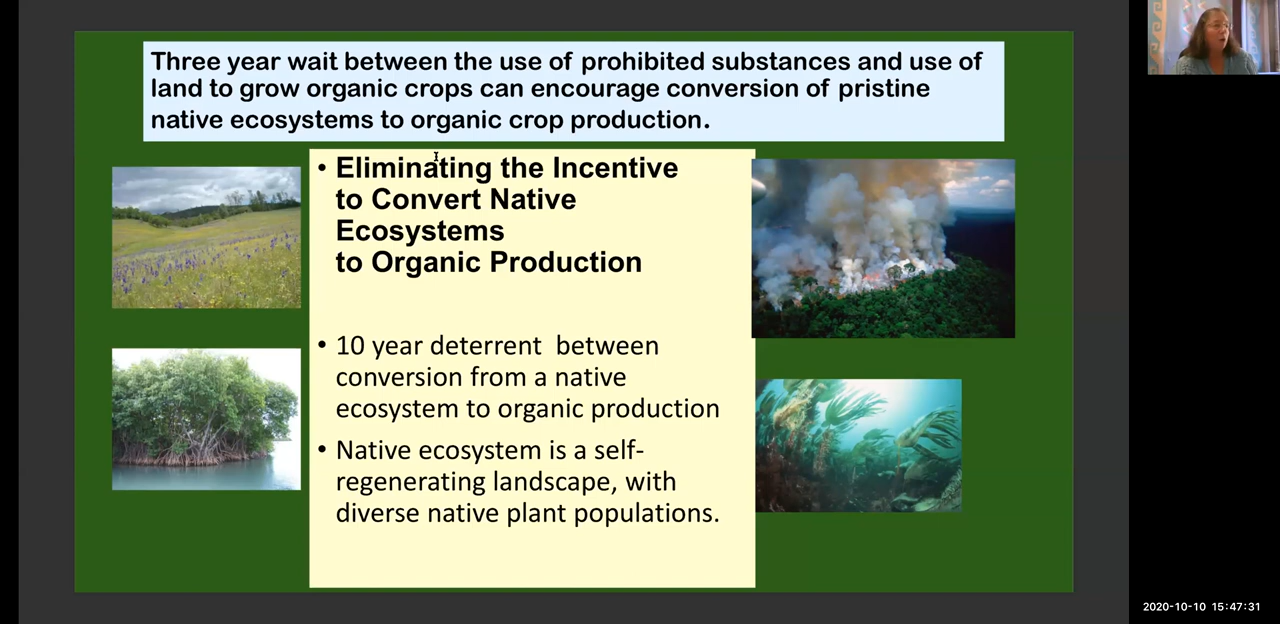 Three year wait between the use of prohibited substances and use of
land to grow organic crops can encourage conversion of pristine
native ecosystems to organic crop production.
• Eliminating the Incentive
to Convert Native
Ecosystems
to Organic Production
• 10 year deterrent between
conversion from a native
ecosystem to organic production
• Native ecosystem is a self-
regenerating landscape, with
diverse native plant populations.
2020-10-10 15:47:31